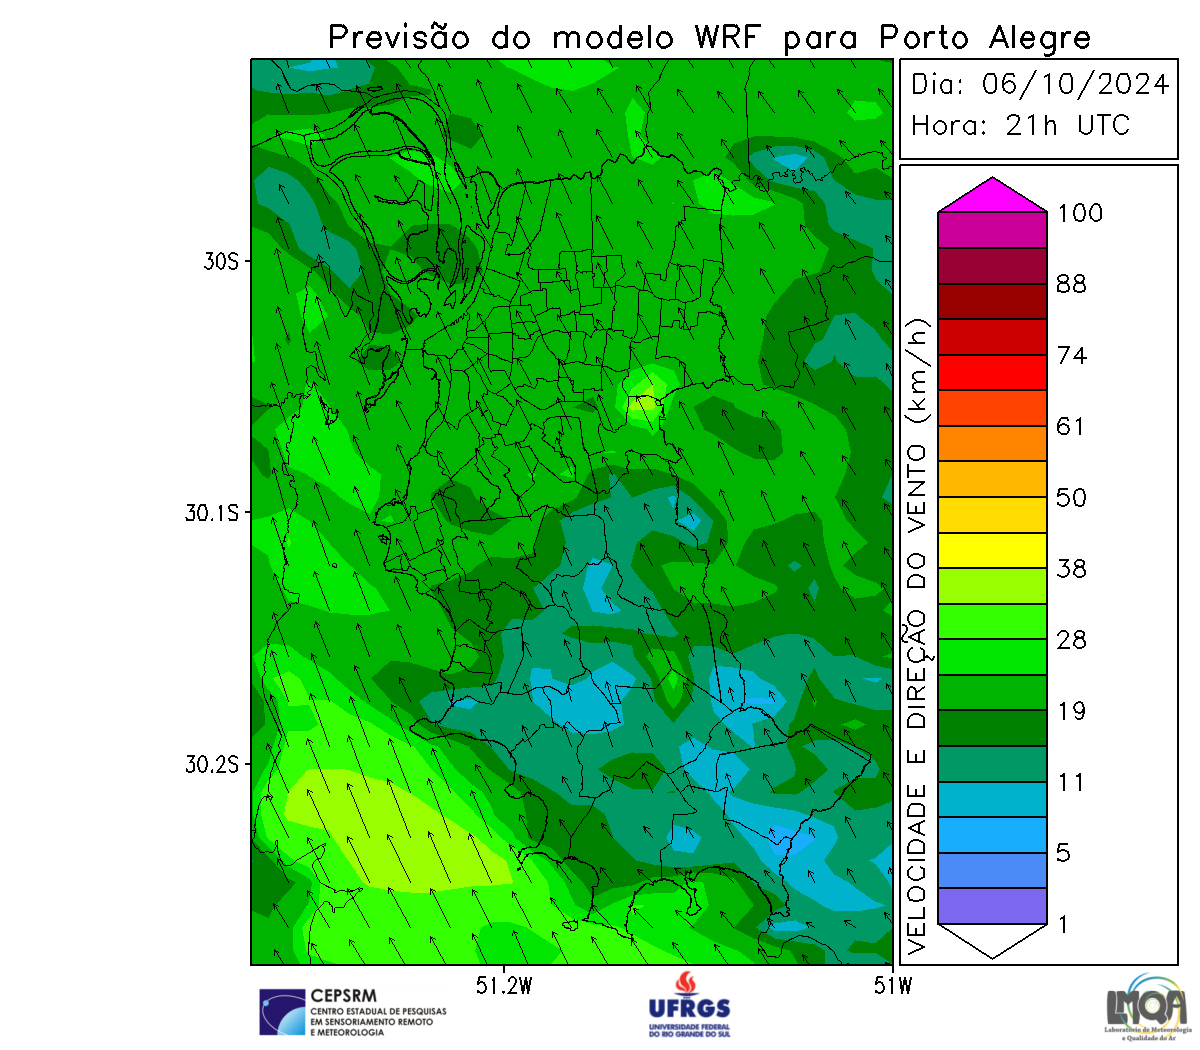 Previsão do modelo WRF para Porto Alegre
Dia: 06/10/2024
Hora: 21h UTC
30S
30.1S
30.2S
51.2W
51W
VELOCIDADE E DIREÇÃO DO VENTO (km/h)
100
88
74
61
50
38
28
19
11
5
1
CEPSRM
CENTRO ESTADUAL DE PESQUISAS
EM SENSORIAMENTO REMOTO
E METEOROLOGIA
UFRGS
UNIVERSIDADE FEDERAL
DO RIO GRANDE DO SUL
LMQA
Laboratório de Meteorologia
e Qualidade do Ar